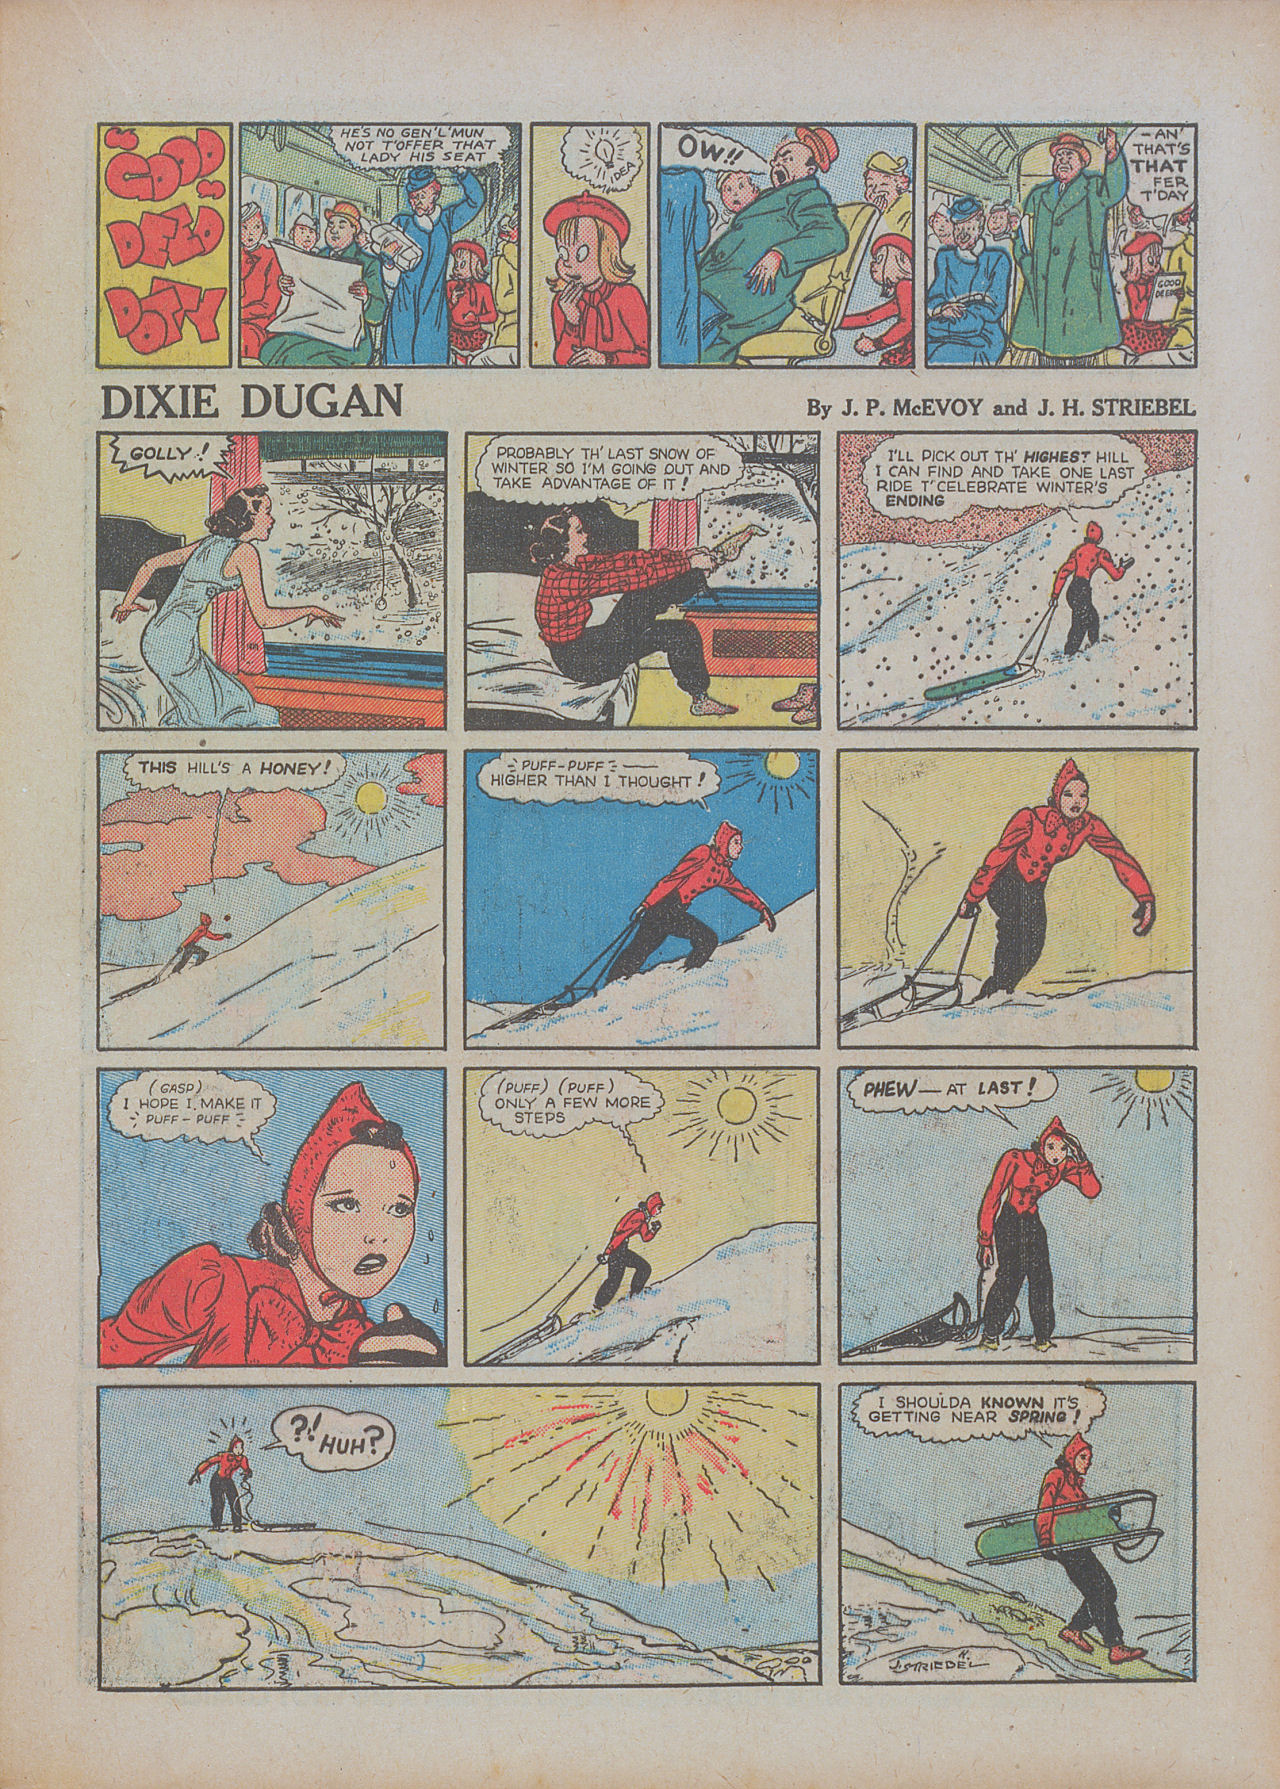 "GOOD
DEED"
DOTY
HE'S NO GEN'L'MUN
NOT T'OFFER THAT
LADY HIS SEAT
IDEA
OW!!
-AN'
THAT'S
THAT
FER
T'DAY
GOOD
DEEDS
DIXIE DUGAN
By J. P. McEVOY and J. H. STRIEBEL
GOLLY!
PROBABLY TH' LAST SNOW OF
WINTER SO I'M GOING OUT AND
TAKE ADVANTAGE OF IT!
I'LL PICK OUT TH' HIGHEST HILL
I CAN FIND AND TAKE ONE LAST
RIDE T' CELEBRATE WINTER'S
ENDING
THIS HILL'S A HONEY!
PUFF-PUFF —
HIGHER THAN I THOUGHT!
(GASP)
I HOPE I MAKE IT
PUFF-PUFF
(PUFF) (PUFF)
ONLY A FEW MORE
STEPS
PHEW — AT LAST!
?! HUH?
I SHOULDA KNOWN IT'S
GETTING NEAR SPRING!
J.H. STRIEBEL